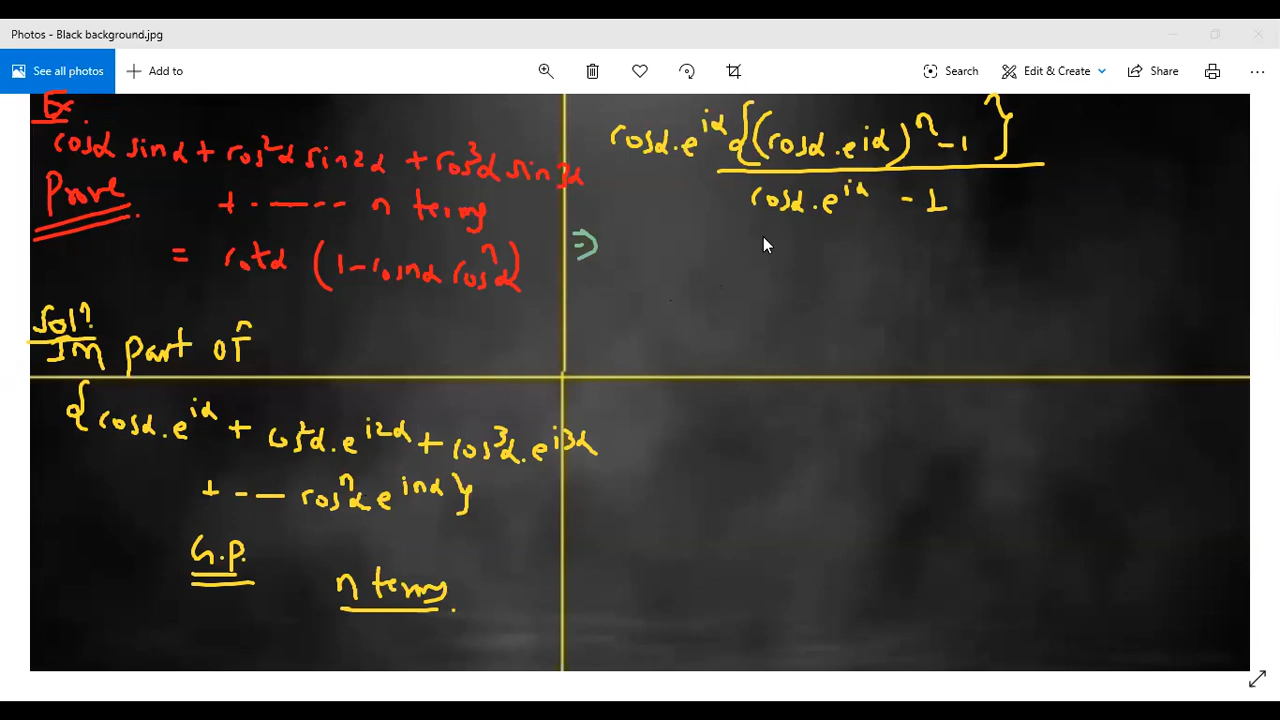 Photos - Black background.jpg
See all photos
Add to
Search
Edit & Create
Share
Ex.
cosα sinα + cos²α sin2α + cos³α sin3α
Prove
+ ------ n terms
= cotα (1-cosnα cosⁿα)
Solⁿ
Im part of
{cosα.e^iα + cos²α.e^i2α + cos³α.e^i3α
+ --- cosⁿα e^inα}
G.P.
n terms.
⇒
cosα.e^iα {(cosα.e^iα)^n -1}
cosα.e^iα - 1